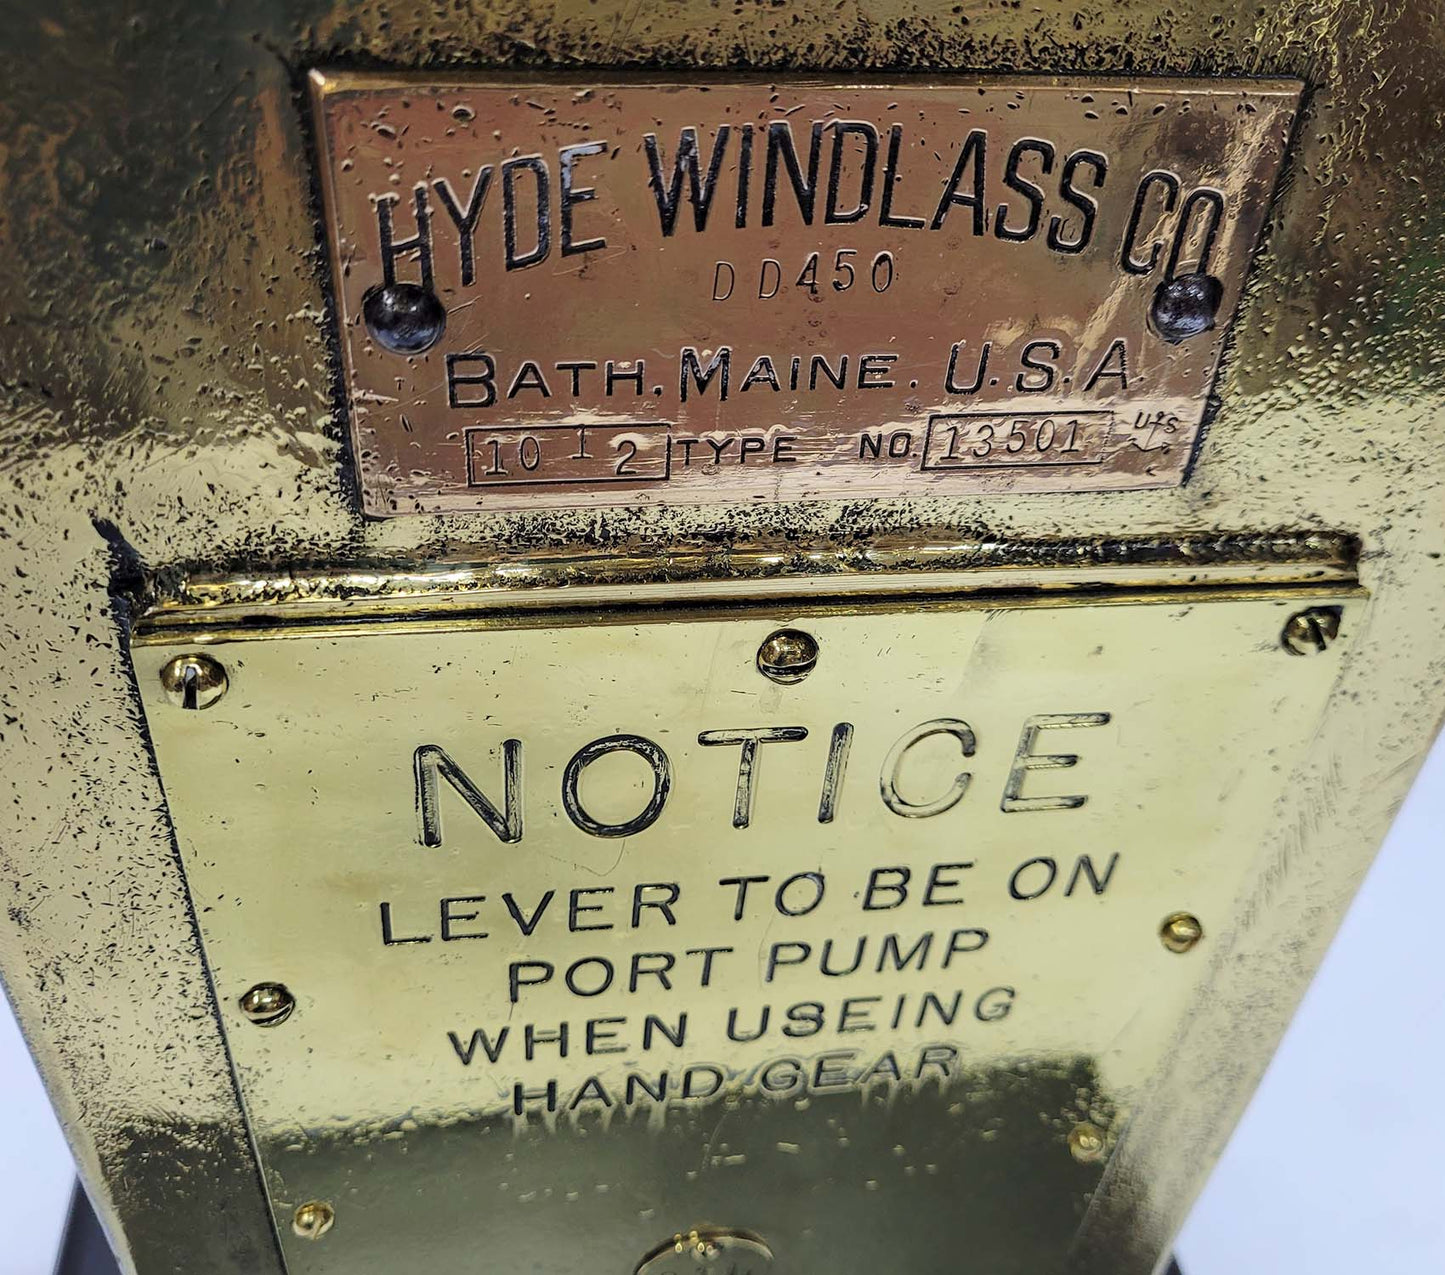 HYDE WINDLASS CO
DD450
BATH, MAINE. U.S.A.
10 1 2 TYPE NO. 13501 U S
NOTICE
LEVER TO BE ON
PORT PUMP
WHEN USEING
HAND GEAR